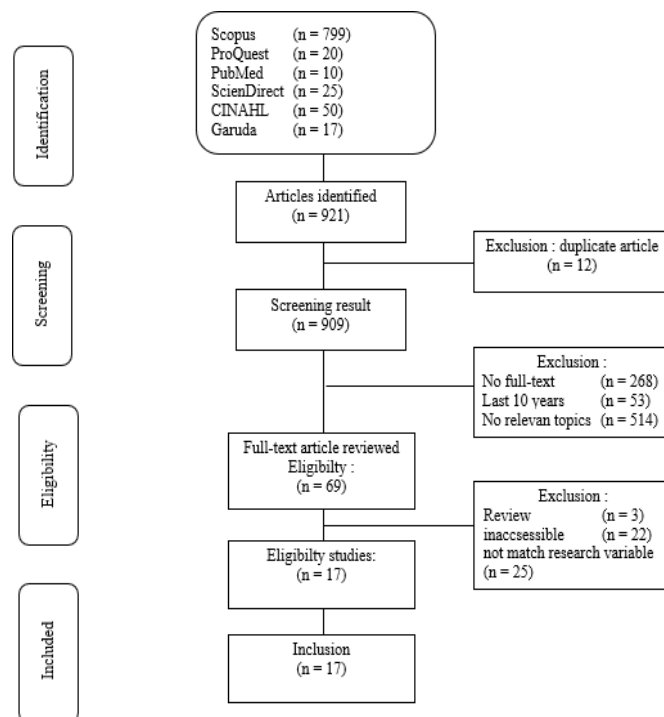 Identification
Scopus (n = 799)
ProQuest (n = 20)
PubMed (n = 10)
ScienDirect (n = 25)
CINAHL (n = 50)
Garuda (n = 17)
Articles identified
(n = 921)
Screening
Exclusion : duplicate article
(n = 12)
Screening result
(n = 909)
Exclusion :
No full-text (n = 268)
Last 10 years (n = 53)
No relevan topics (n = 514)
Eligibility
Full-text article reviewed
Eligibilty :
(n = 69)
Exclusion :
Review (n = 3)
inaccsessible (n = 22)
not match research variable
(n = 25)
Eligibilty studies:
(n = 17)
Included
Inclusion
(n = 17)